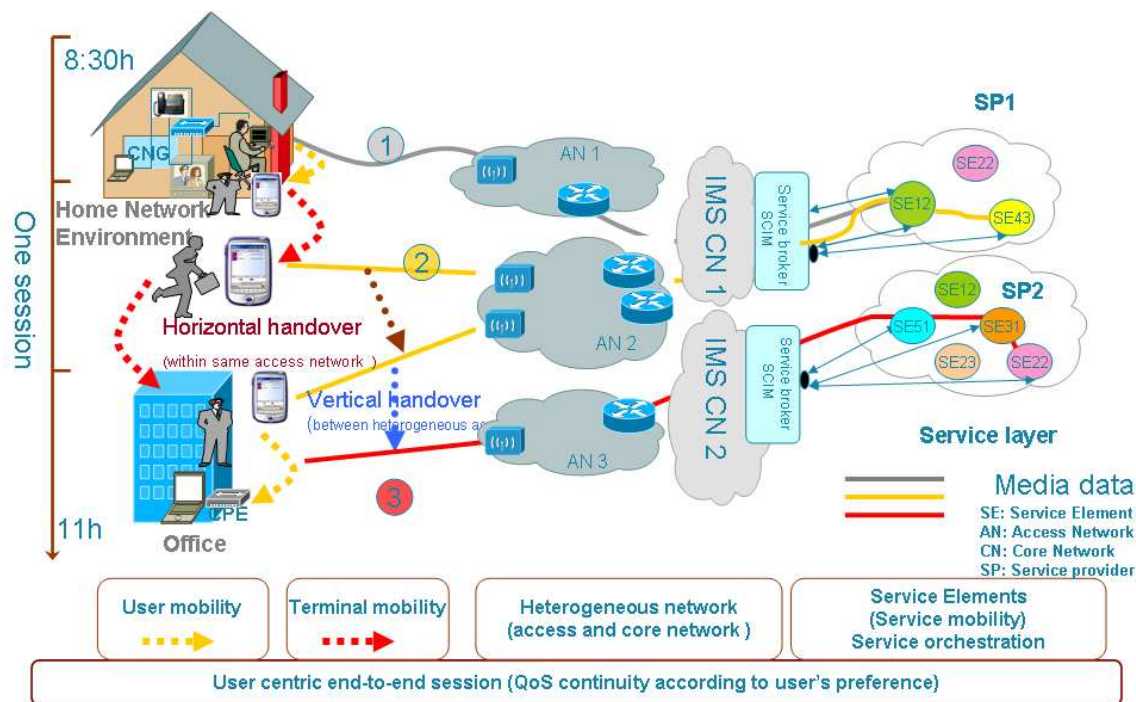 8:30h
SP1
CNG
1
AN 1
SE22
SE12
SE43
IMS CN 1
Service broker
SCIM
Home Network
Environment
One session
2
Horizontal handover
(within same access network )
AN 2
SE12
SP2
SE51
SE31
SE23
SE22
IMS CN 2
Service broker
SCIM
Vertical handover
(between heterogeneous ac
AN 3
Service layer
3
CPE
11h
Office
Media data
SE: Service Element
AN: Access Network
CN: Core Network
SP: Service provider
User mobility
Terminal mobility
Heterogeneous network
(access and core network )
Service Elements
(Service mobility)
Service orchestration
User centric end-to-end session (QoS continuity according to user's preference)